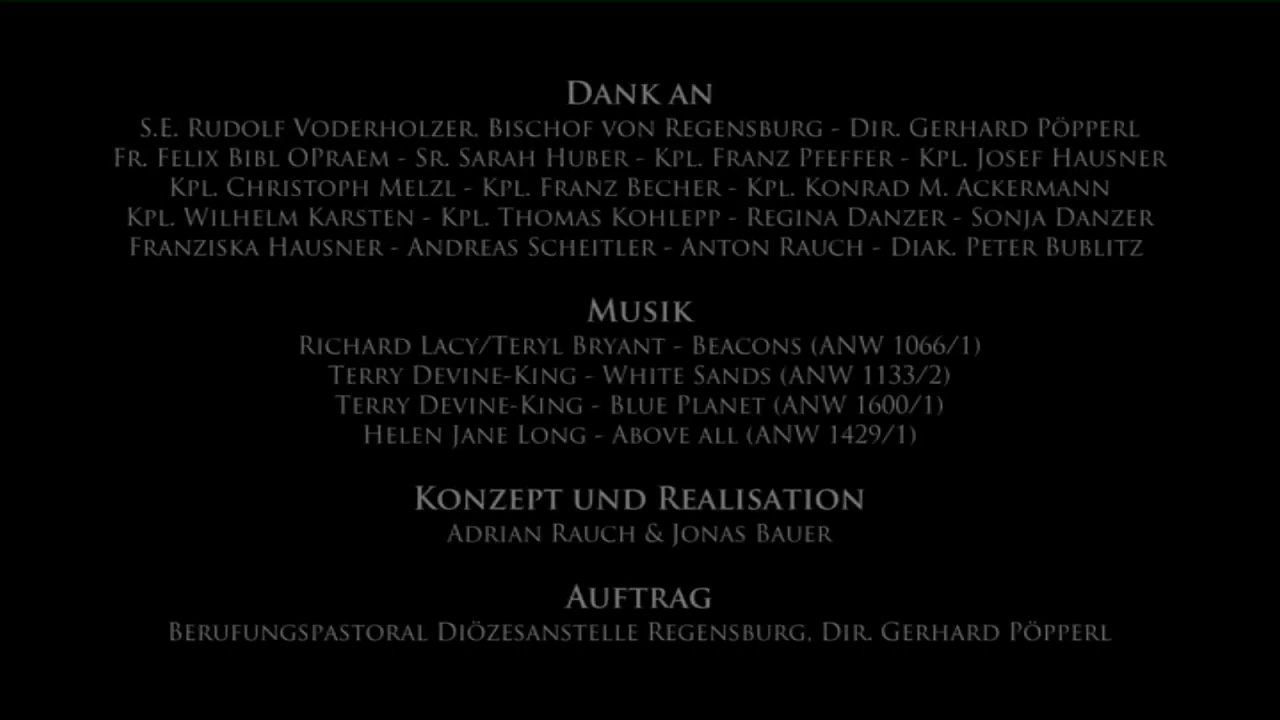 Dank an
S.E. Rudolf Voderholzer, Bischof von Regensburg - Dir. Gerhard Pöpperl
Fr. Felix Bibl OPraem - Sr. Sarah Huber - Kpl. Franz Pfeffer - Kpl. Josef Hausner
Kpl. Christoph Melzl - Kpl. Franz Becher - Kpl. Konrad M. Ackermann
Kpl. Wilhelm Karsten - Kpl. Thomas Kohlepp - Regina Danzer - Sonja Danzer
Franziska Hausner - Andreas Scheitler - Anton Rauch - Diak. Peter Bublitz
Musik
Richard Lacy/Teryl Bryant - Beacons (ANW 1066/1)
Terry Devine-King - White Sands (ANW 1133/2)
Terry Devine-King - Blue Planet (ANW 1600/1)
Helen Jane Long - Above all (ANW 1429/1)
Konzept und Realisation
Adrian Rauch & Jonas Bauer
Auftrag
Berufungspastoral Diözesanstelle Regensburg, Dir. Gerhard Pöpperl